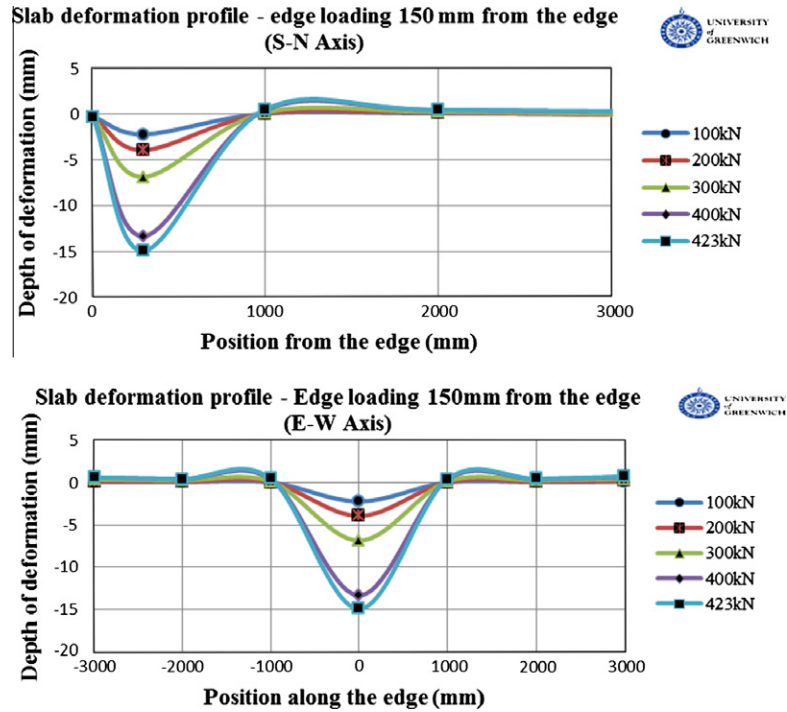 Slab deformation profile - edge loading 150 mm from the edge
(S-N Axis)
UNIVERSITY
of
GREENWICH
Depth of deformation (mm)
5
0
-5
-10
-15
-20
0
1000
2000
3000
Position from the edge (mm)
100kN
200kN
300kN
400kN
423kN
Slab deformation profile - Edge loading 150mm from the edge
(E-W Axis)
UNIVERSITY
of
GREENWICH
Depth of deformation (mm)
5
0
-5
-10
-15
-20
-3000
-2000
-1000
0
1000
2000
3000
Position along the edge (mm)
100kN
200kN
300kN
400kN
423kN